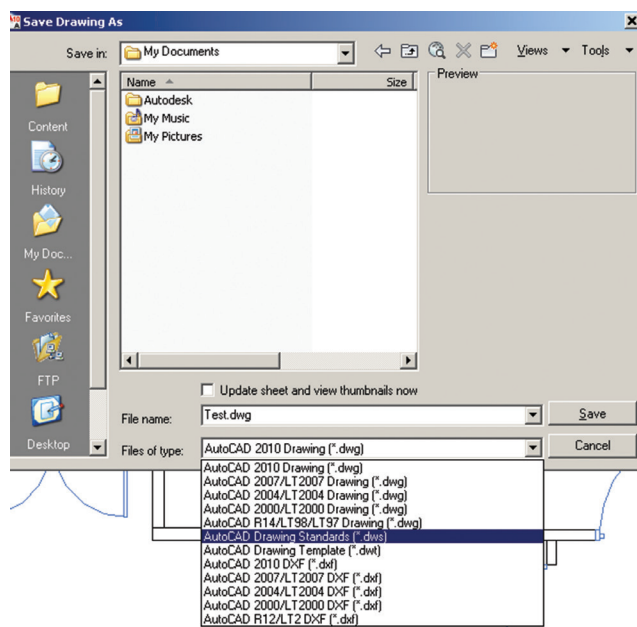 Save Drawing As
Save in: My Documents Views Tools
Name Size Preview
Autodesk
My Music
My Pictures
Content
History
My Doc...
Favorites
FTP
Desktop
Update sheet and view thumbnails now
File name: Test.dwg Save
Files of type: AutoCAD 2010 Drawing (*.dwg) Cancel
AutoCAD 2010 Drawing (*.dwg)
AutoCAD 2007/LT2007 Drawing (*.dwg)
AutoCAD 2004/LT2004 Drawing (*.dwg)
AutoCAD 2000/LT2000 Drawing (*.dwg)
AutoCAD R14/LT98/LT97 Drawing (*.dwg)
AutoCAD Drawing Standards (*.dws)
AutoCAD Drawing Template (*.dwt)
AutoCAD 2010 DXF (*.dxf)
AutoCAD 2007/LT2007 DXF (*.dxf)
AutoCAD 2004/LT2004 DXF (*.dxf)
AutoCAD 2000/LT2000 DXF (*.dxf)
AutoCAD R12/LT2 DXF (*.dxf)